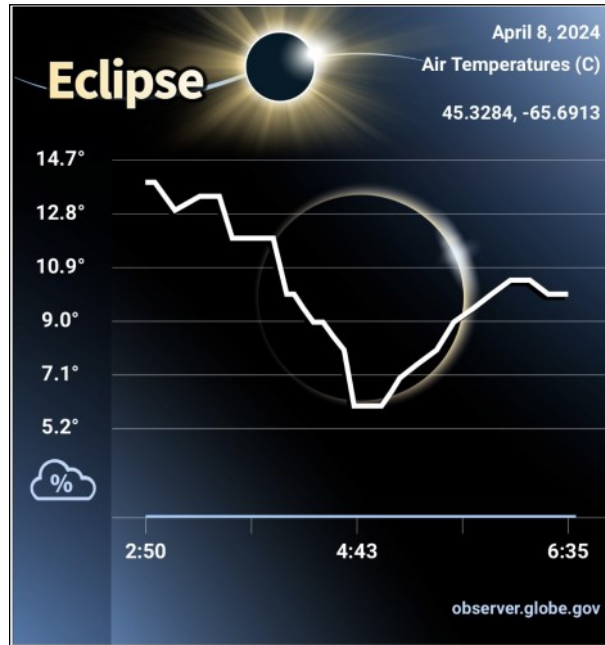 April 8, 2024
Eclipse
Air Temperatures (C)
45.3284, -65.6913
14.7°
12.8°
10.9°
9.0°
7.1°
5.2°
%
2:50
4:43
6:35
observer.globe.gov